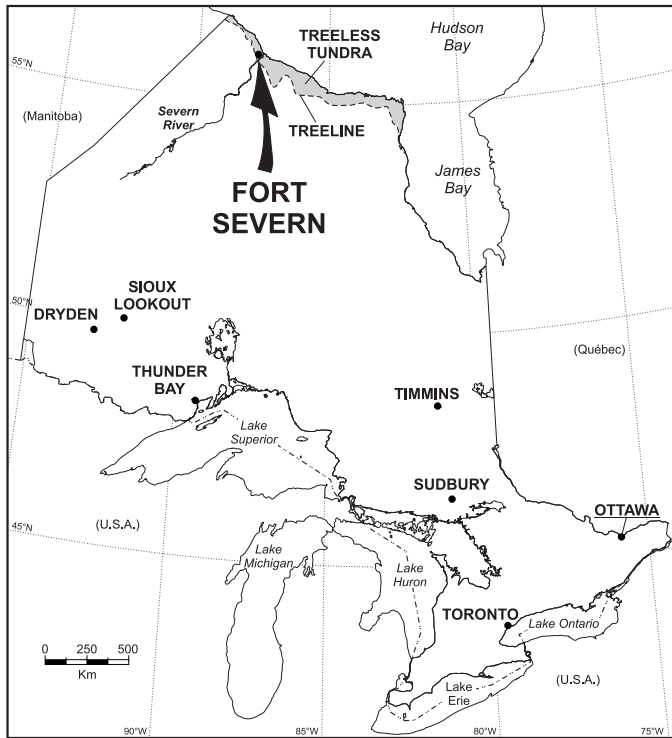 Hudson
Bay
TREELESS
TUNDRA
55°N
(Manitoba)
Severn
River
TREELINE
James
Bay
FORT
SEVERN
50°N
SIOUX
LOOKOUT
DRYDEN
(Québec)
THUNDER
BAY
TIMMINS
Lake
Superior
SUDBURY
OTTAWA
45°N
(U.S.A.)
Lake
Michigan
Lake
Huron
TORONTO
Lake Ontario
0 250 500
Km
Lake
Erie
(U.S.A.)
90°W 85°W 80°W 75°W